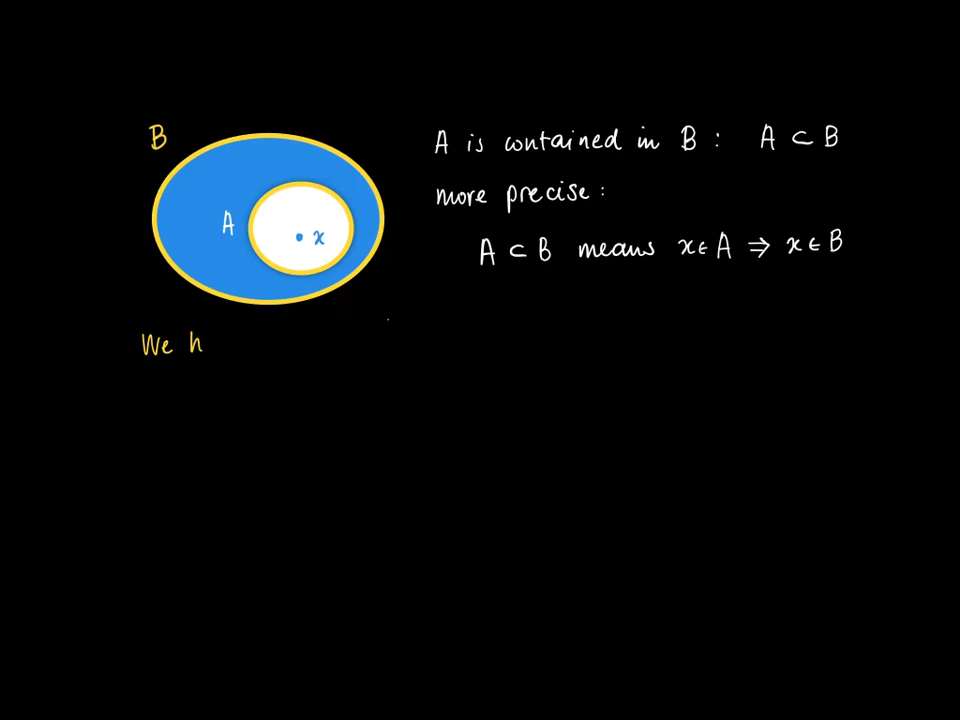 B
A is contained in B : A ⊂ B
more precise :
A
x
A ⊂ B means x ∈ A ⇒ x ∈ B
We h